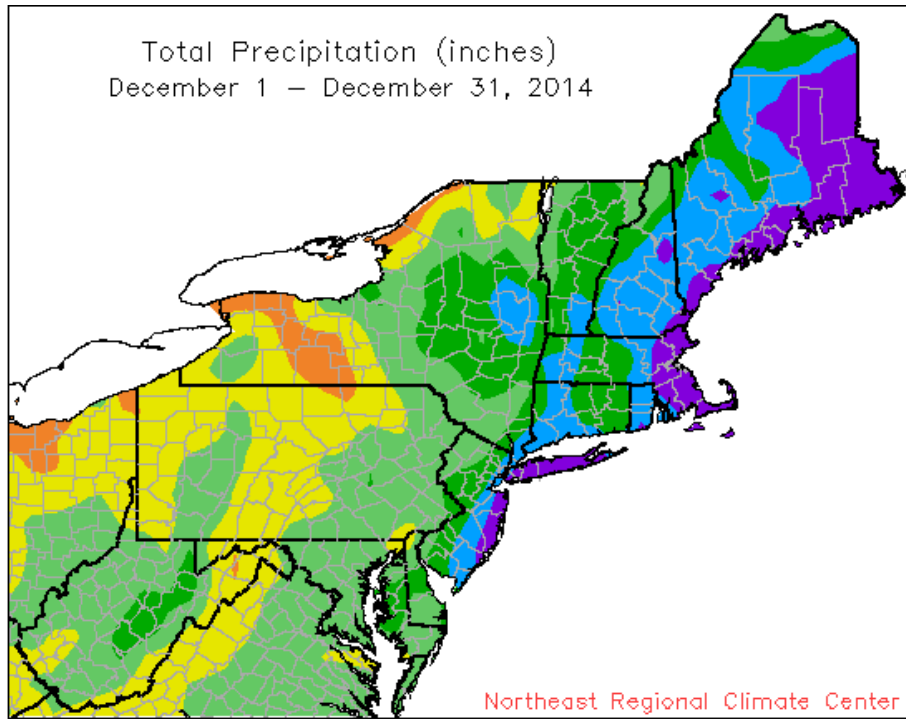 Total Precipitation (inches)
December 1 – December 31, 2014
Northeast Regional Climate Center